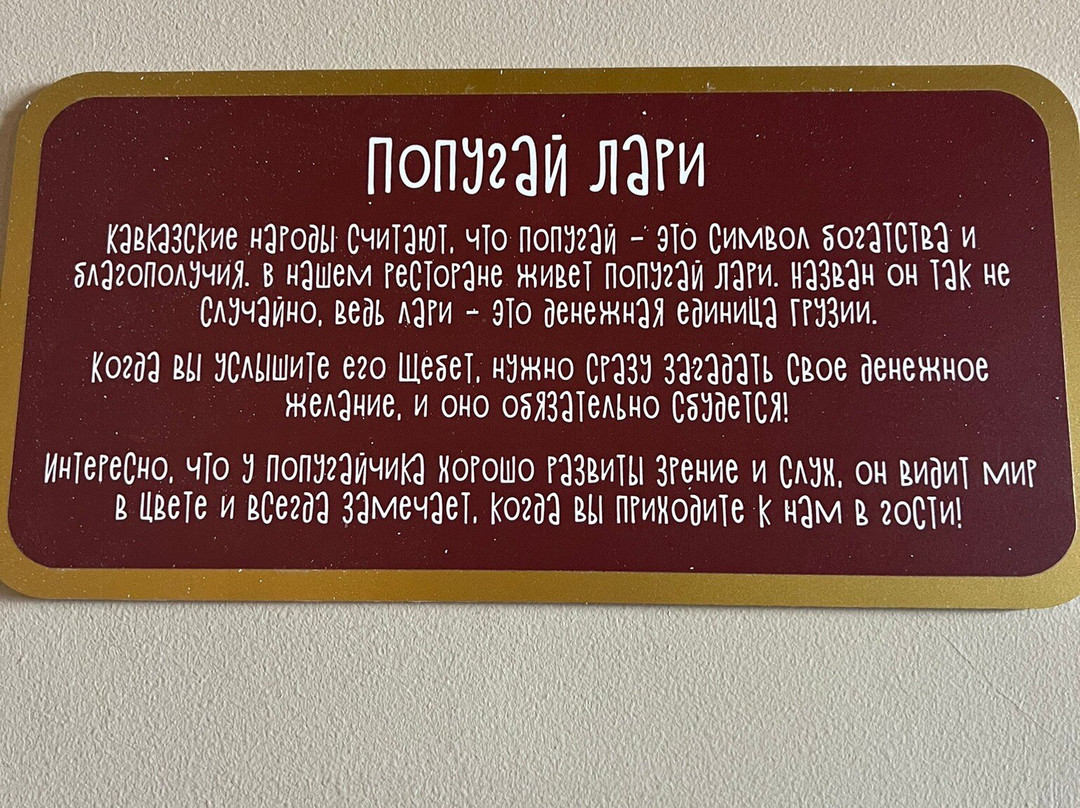 Попугай Лари
Кавказские народы считают, что попугай - это символ богатства и
благополучия. В нашем ресторане живет попугай Лари. Назван он так не
случайно, ведь лари - это денежная единица Грузии.
Когда вы услышите его щебет, нужно сразу загадать свое денежное
желание, и оно обязательно сбудется!
Интересно, что у попугайчика хорошо развиты зрение и слух, он видит мир
в цвете и всегда замечает, когда вы приходите к нам в гости!